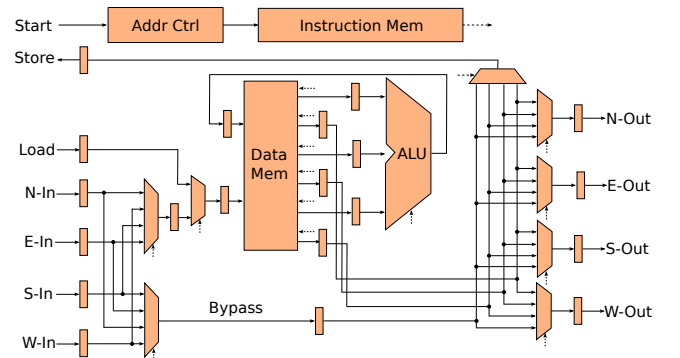 Start
Addr Ctrl
Instruction Mem
Store
Load
Data
Mem
ALU
N-Out
N-In
E-Out
E-In
S-Out
S-In
Bypass
W-Out
W-In